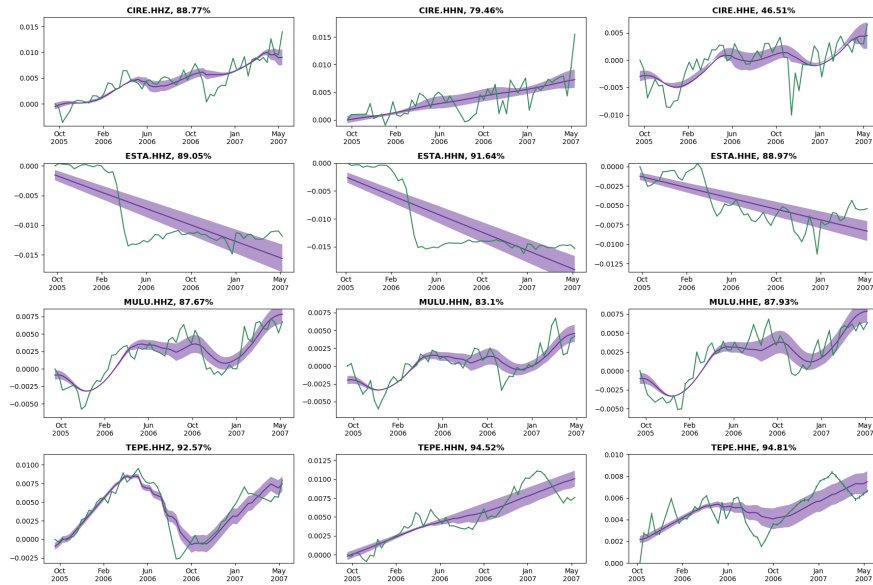 CIRE.HHZ, 88.77%
CIRE.HHN, 79.46%
CIRE.HHE, 46.51%
0.015
0.010
0.005
0.000
0.015
0.010
0.005
0.000
0.005
0.000
−0.005
−0.010
Oct 2005
Feb 2006
Jun 2006
Oct 2006
Jan 2007
May 2007
Oct 2005
Feb 2006
Jun 2006
Oct 2006
Jan 2007
May 2007
Oct 2005
Feb 2006
Jun 2006
Oct 2006
Jan 2007
May 2007
ESTA.HHZ, 89.05%
ESTA.HHN, 91.64%
ESTA.HHE, 88.97%
0.000
−0.005
−0.010
−0.015
0.000
−0.005
−0.010
−0.015
0.0000
−0.0025
−0.0050
−0.0075
−0.0100
−0.0125
Oct 2005
Feb 2006
Jun 2006
Oct 2006
Jan 2007
May 2007
Oct 2005
Feb 2006
Jun 2006
Oct 2006
Jan 2007
May 2007
Oct 2005
Feb 2006
Jun 2006
Oct 2006
Jan 2007
May 2007
MULU.HHZ, 87.67%
MULU.HHN, 83.1%
MULU.HHE, 87.93%
0.0075
0.0050
0.0025
0.0000
−0.0025
−0.0050
0.0075
0.0050
0.0025
0.0000
−0.0025
−0.0050
0.0075
0.0050
0.0025
0.0000
−0.0025
−0.0050
Oct 2005
Feb 2006
Jun 2006
Oct 2006
Jan 2007
May 2007
Oct 2005
Feb 2006
Jun 2006
Oct 2006
Jan 2007
May 2007
Oct 2005
Feb 2006
Jun 2006
Oct 2006
Jan 2007
May 2007
TEPE.HHZ, 92.57%
TEPE.HHN, 94.52%
TEPE.HHE, 94.81%
0.0100
0.0075
0.0050
0.0025
0.0000
−0.0025
0.0125
0.0100
0.0075
0.0050
0.0025
0.0000
0.010
0.008
0.006
0.004
0.002
0.000
Oct 2005
Feb 2006
Jun 2006
Oct 2006
Jan 2007
May 2007
Oct 2005
Feb 2006
Jun 2006
Oct 2006
Jan 2007
May 2007
Oct 2005
Feb 2006
Jun 2006
Oct 2006
Jan 2007
May 2007